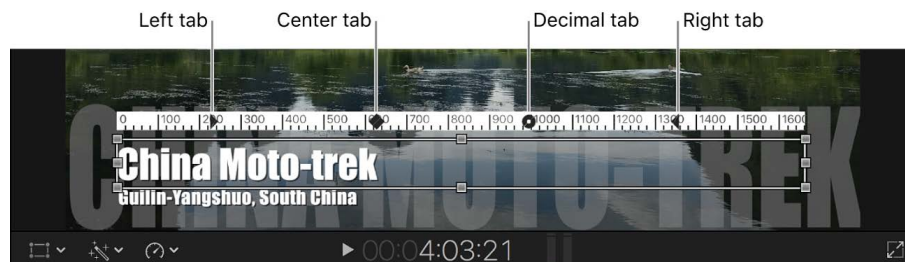 Left tab Center tab Decimal tab Right tab
0 100 200 300 400 500 600 700 800 900 1000 1100 1200 1300 1400 1500 1600
CHINA MOTO-TREK
China Moto-trek
Guilin-Yangshuo, South China
00:04:03:21